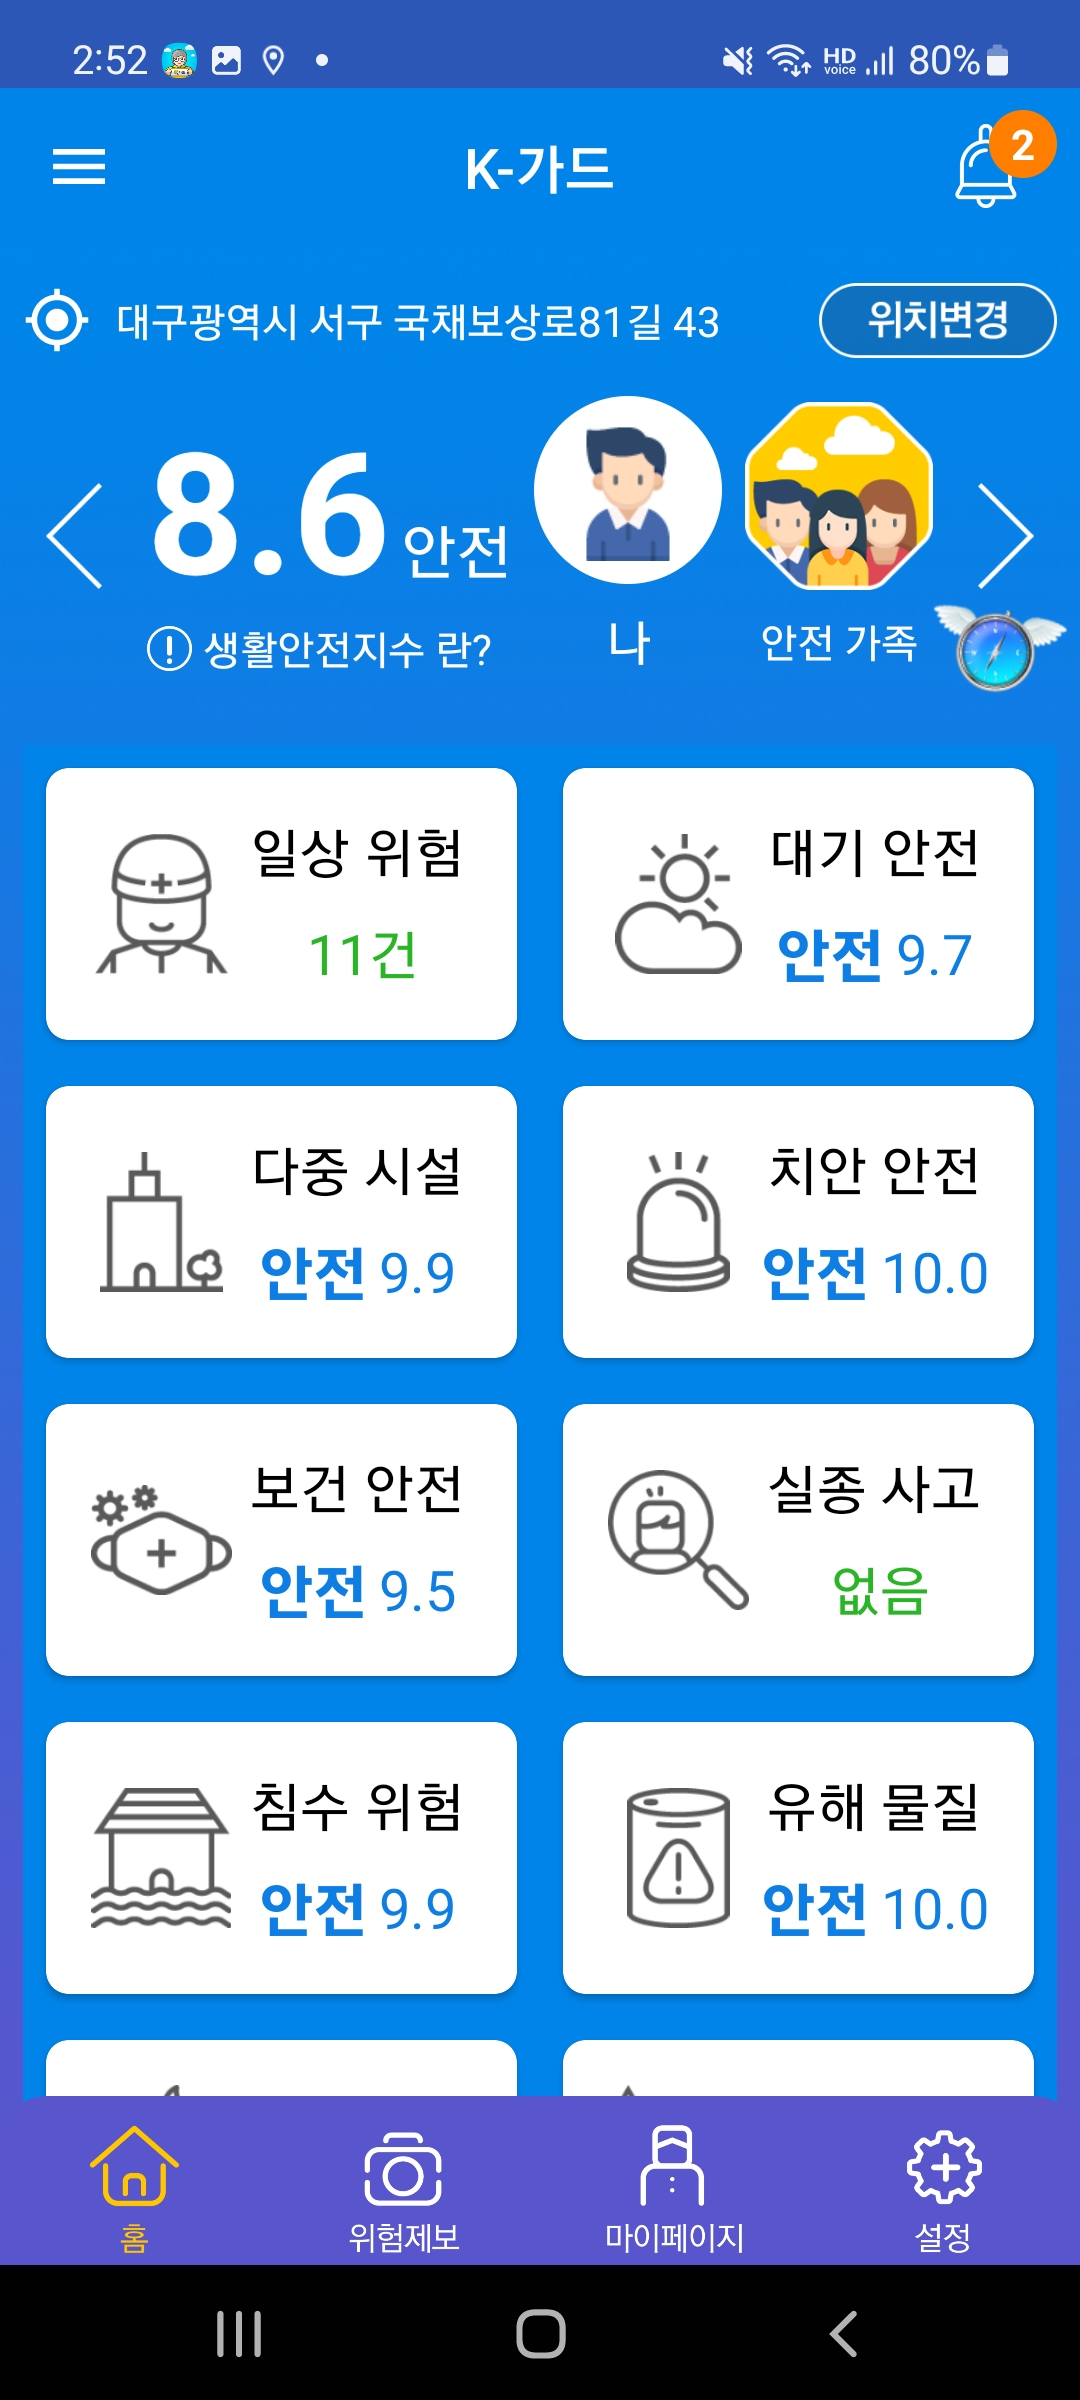 2:52 HD voice 80%
K-가드 2
대구광역시 서구 국채보상로81길 43 위치변경
8.6 안전
생활안전지수 란? 나 안전 가족
일상 위험
11건
대기 안전
안전 9.7
다중 시설
안전 9.9
치안 안전
안전 10.0
보건 안전
안전 9.5
실종 사고
없음
침수 위험
안전 9.9
유해 물질
안전 10.0
홈 위험제보 마이페이지 설정